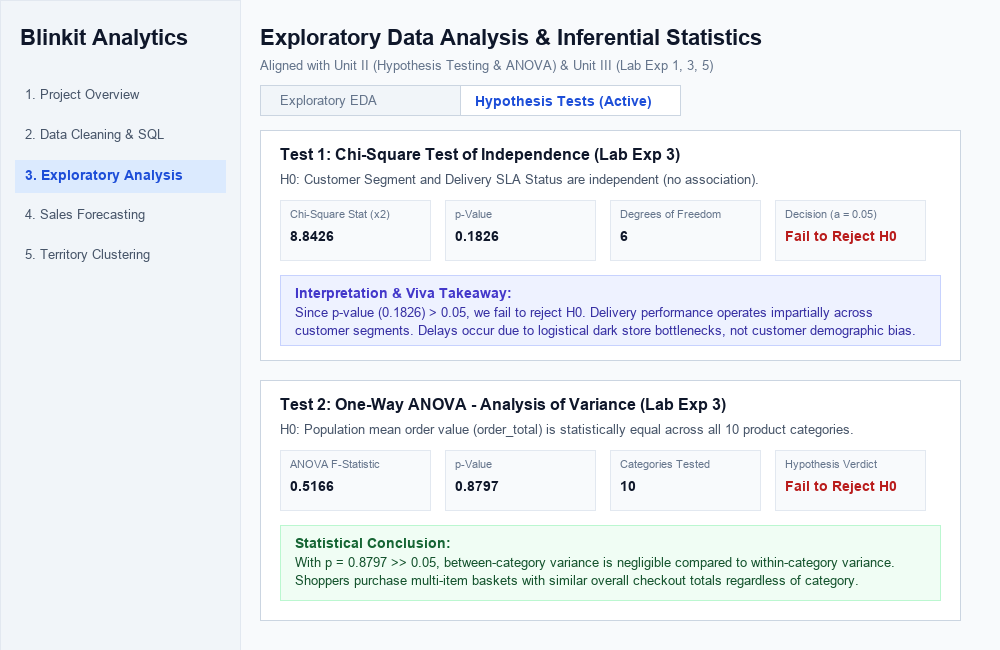 Blinkit Analytics
1. Project Overview
2. Data Cleaning & SQL
3. Exploratory Analysis
4. Sales Forecasting
5. Territory Clustering
Exploratory Data Analysis & Inferential Statistics
Aligned with Unit II (Hypothesis Testing & ANOVA) & Unit III (Lab Exp 1, 3, 5)
Exploratory EDA
Hypothesis Tests (Active)
Test 1: Chi-Square Test of Independence (Lab Exp 3)
H0: Customer Segment and Delivery SLA Status are independent (no association).
Chi-Square Stat (x2)
8.8426
p-Value
0.1826
Degrees of Freedom
6
Decision (a = 0.05)
Fail to Reject H0
Interpretation & Viva Takeaway:
Since p-value (0.1826) > 0.05, we fail to reject H0. Delivery performance operates impartially across
customer segments. Delays occur due to logistical dark store bottlenecks, not customer demographic bias.
Test 2: One-Way ANOVA - Analysis of Variance (Lab Exp 3)
H0: Population mean order value (order_total) is statistically equal across all 10 product categories.
ANOVA F-Statistic
0.5166
p-Value
0.8797
Categories Tested
10
Hypothesis Verdict
Fail to Reject H0
Statistical Conclusion:
With p = 0.8797 >> 0.05, between-category variance is negligible compared to within-category variance.
Shoppers purchase multi-item baskets with similar overall checkout totals regardless of category.